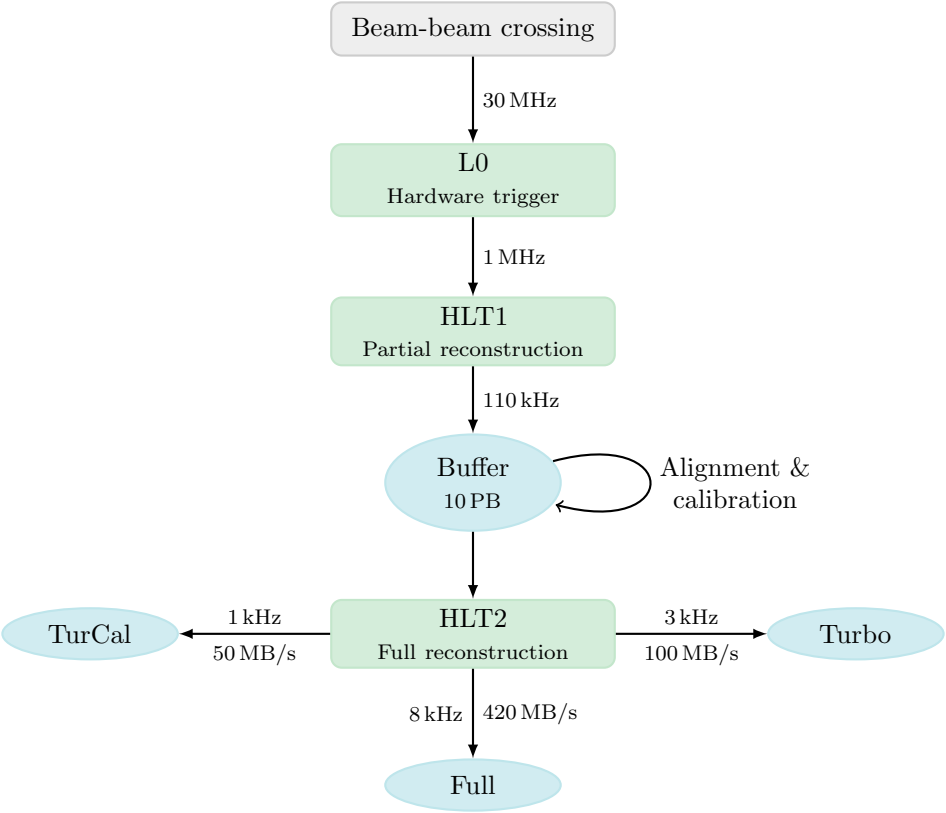 Beam-beam crossing
30 MHz
L0
Hardware trigger
1 MHz
HLT1
Partial reconstruction
110 kHz
Buffer
10 PB
Alignment &
calibration
TurCal
1 kHz
50 MB/s
HLT2
Full reconstruction
3 kHz
100 MB/s
Turbo
8 kHz
420 MB/s
Full